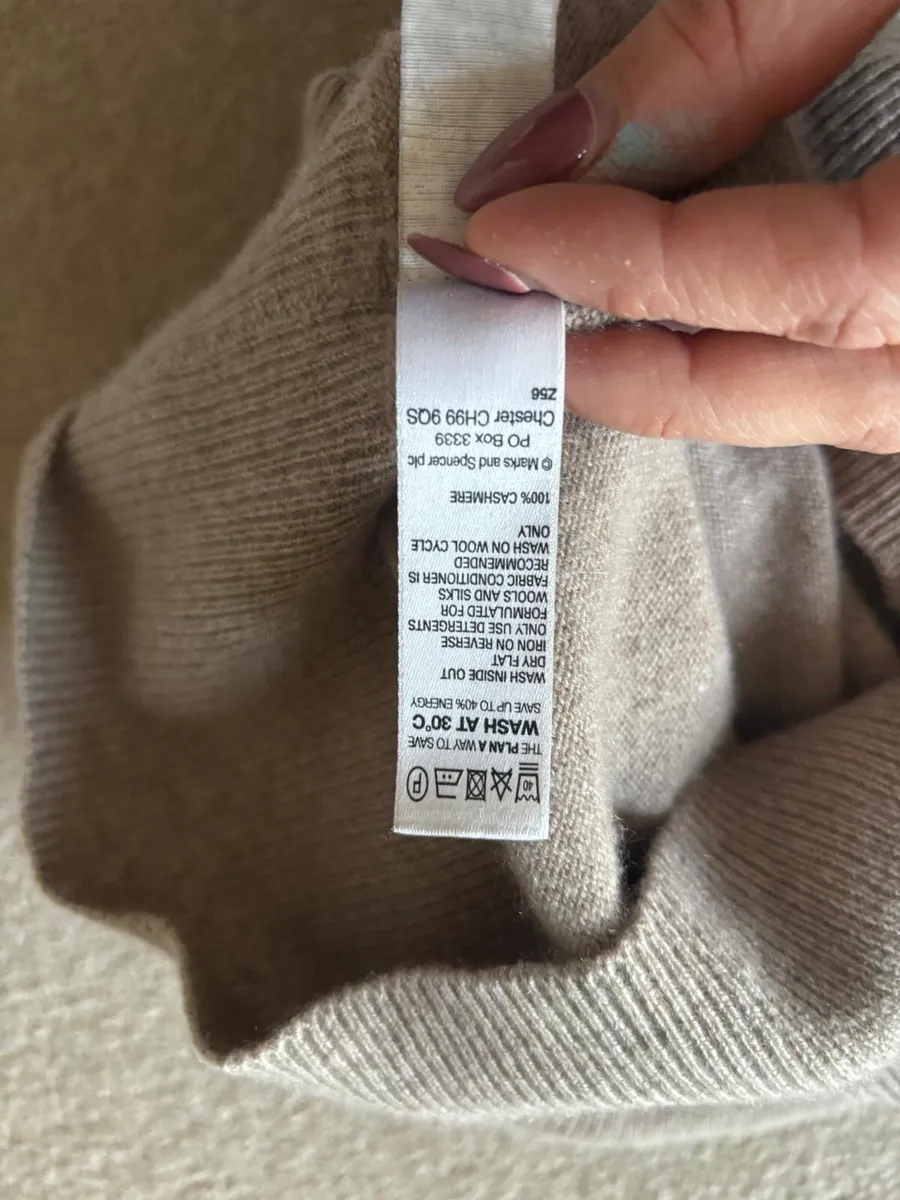 40 P
THE PLAN A WAY TO SAVE
WASH AT 30°C
SAVE UP TO 40% ENERGY
WASH INSIDE OUT
DRY FLAT
IRON ON REVERSE
ONLY USE DETERGENTS
FORMULATED FOR
WOOLS AND SILKS
FABRIC CONDITIONER IS
RECOMMENDED
WASH ON WOOL CYCLE
ONLY
100% CASHMERE
© Marks and Spencer plc
PO Box 3339
Chester CH99 9QS
Z56